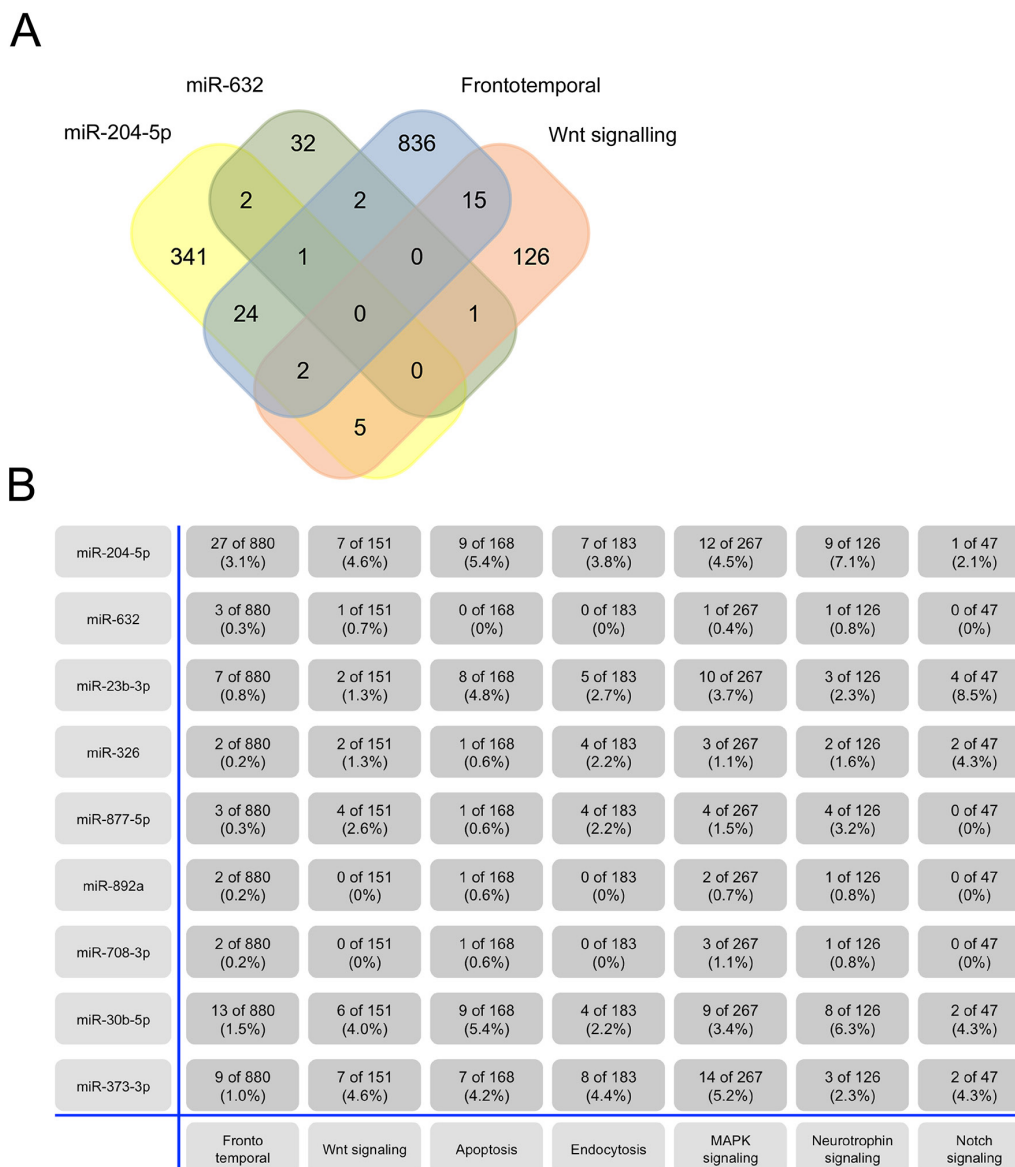 A
miR-632
Frontotemporal
miR-204-5p
Wnt signalling
32
836
2
2
15
341
1
0
126
24
0
1
2
0
5
B
miR-204-5p
27 of 880
(3.1%)
7 of 151
(4.6%)
9 of 168
(5.4%)
7 of 183
(3.8%)
12 of 267
(4.5%)
9 of 126
(7.1%)
1 of 47
(2.1%)
miR-632
3 of 880
(0.3%)
1 of 151
(0.7%)
0 of 168
(0%)
0 of 183
(0%)
1 of 267
(0.4%)
1 of 126
(0.8%)
0 of 47
(0%)
miR-23b-3p
7 of 880
(0.8%)
2 of 151
(1.3%)
8 of 168
(4.8%)
5 of 183
(2.7%)
10 of 267
(3.7%)
3 of 126
(2.3%)
4 of 47
(8.5%)
miR-326
2 of 880
(0.2%)
2 of 151
(1.3%)
1 of 168
(0.6%)
4 of 183
(2.2%)
3 of 267
(1.1%)
2 of 126
(1.6%)
2 of 47
(4.3%)
miR-877-5p
3 of 880
(0.3%)
4 of 151
(2.6%)
1 of 168
(0.6%)
4 of 183
(2.2%)
4 of 267
(1.5%)
4 of 126
(3.2%)
0 of 47
(0%)
miR-892a
2 of 880
(0.2%)
0 of 151
(0%)
1 of 168
(0.6%)
0 of 183
(0%)
2 of 267
(0.7%)
1 of 126
(0.8%)
0 of 47
(0%)
miR-708-3p
2 of 880
(0.2%)
0 of 151
(0%)
1 of 168
(0.6%)
0 of 183
(0%)
3 of 267
(1.1%)
1 of 126
(0.8%)
0 of 47
(0%)
miR-30b-5p
13 of 880
(1.5%)
6 of 151
(4.0%)
9 of 168
(5.4%)
4 of 183
(2.2%)
9 of 267
(3.4%)
8 of 126
(6.3%)
2 of 47
(4.3%)
miR-373-3p
9 of 880
(1.0%)
7 of 151
(4.6%)
7 of 168
(4.2%)
8 of 183
(4.4%)
14 of 267
(5.2%)
3 of 126
(2.3%)
2 of 47
(4.3%)
Fronto
temporal
Wnt signaling
Apoptosis
Endocytosis
MAPK
signaling
Neurotrophin
signaling
Notch
signaling